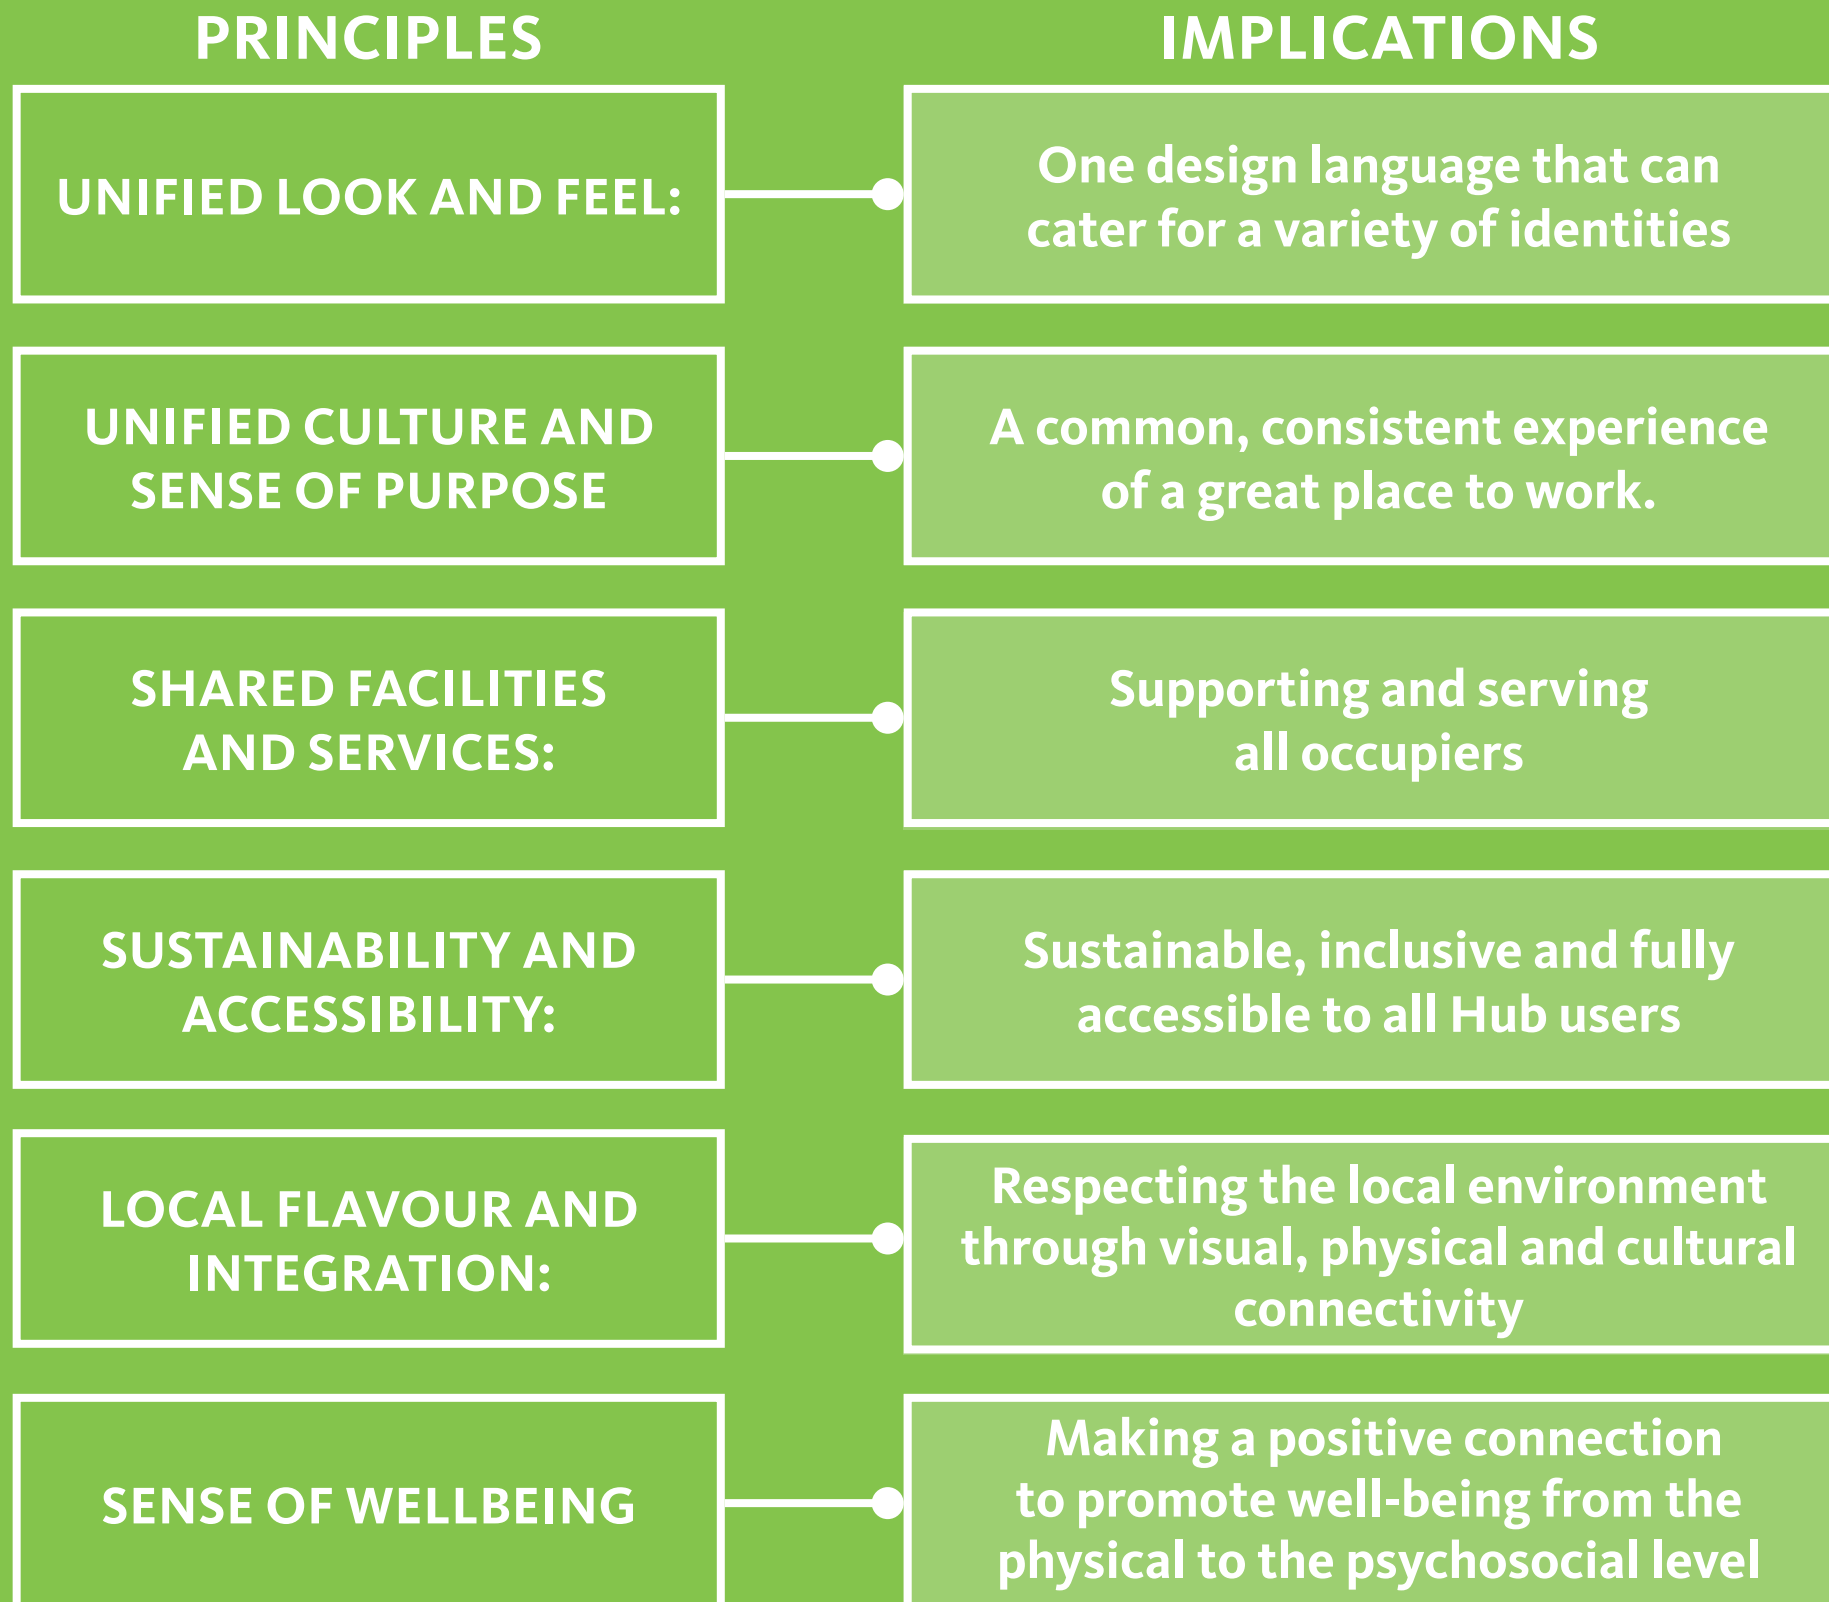 PRINCIPLES
IMPLICATIONS
UNIFIED LOOK AND FEEL:
One design language that can
cater for a variety of identities
UNIFIED CULTURE AND
SENSE OF PURPOSE
A common, consistent experience
of a great place to work.
SHARED FACILITIES
AND SERVICES:
Supporting and serving
all occupiers
SUSTAINABILITY AND
ACCESSIBILITY:
Sustainable, inclusive and fully
accessible to all Hub users
LOCAL FLAVOUR AND
INTEGRATION:
Respecting the local environment
through visual, physical and cultural
connectivity
SENSE OF WELLBEING
Making a positive connection
to promote well-being from the
physical to the psychosocial level